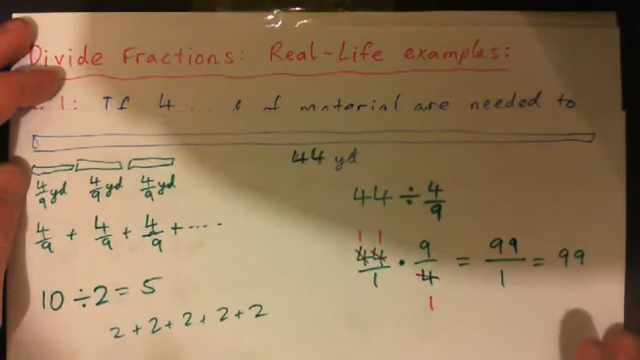 Divide Fractions: Real-Life examples:
1: If 4 of material are needed to
44 yd
4/9 yd 4/9 yd 4/9 yd
44 ÷ 4/9
4/9 + 4/9 + 4/9 + ....
11
44/1 · 9/4 = 99/1 = 99
1
10 ÷ 2 = 5
2 + 2 + 2 + 2 + 2